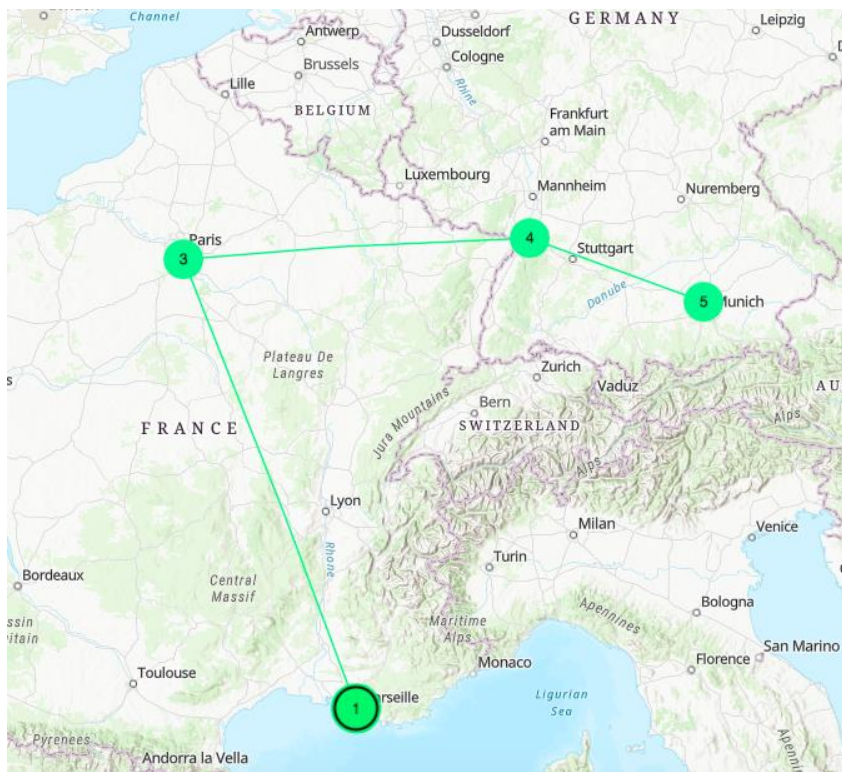 Channel
GERMANY
Leipzig
Antwerp
Dusseldorf
Brussels
Cologne
Lille
Rhine
BELGIUM
Frankfurt
am Main
Luxembourg
Mannheim
Nuremberg
Paris
4
Stuttgart
3
Danube
5
Munich
Plateau De
Langres
Zurich
Vaduz
Jura Mountains
Bern
AU
Alps
FRANCE
SWITZERLAND
Alps
Lyon
Milan
Venice
Rhone
Turin
Bordeaux
Central
Massif
Bologna
Maritime
Alps
Apennines
San Marino
Monaco
Florence
Toulouse
1
arseille
Ligurian
Sea
Pyrenees
Andorra la Vella